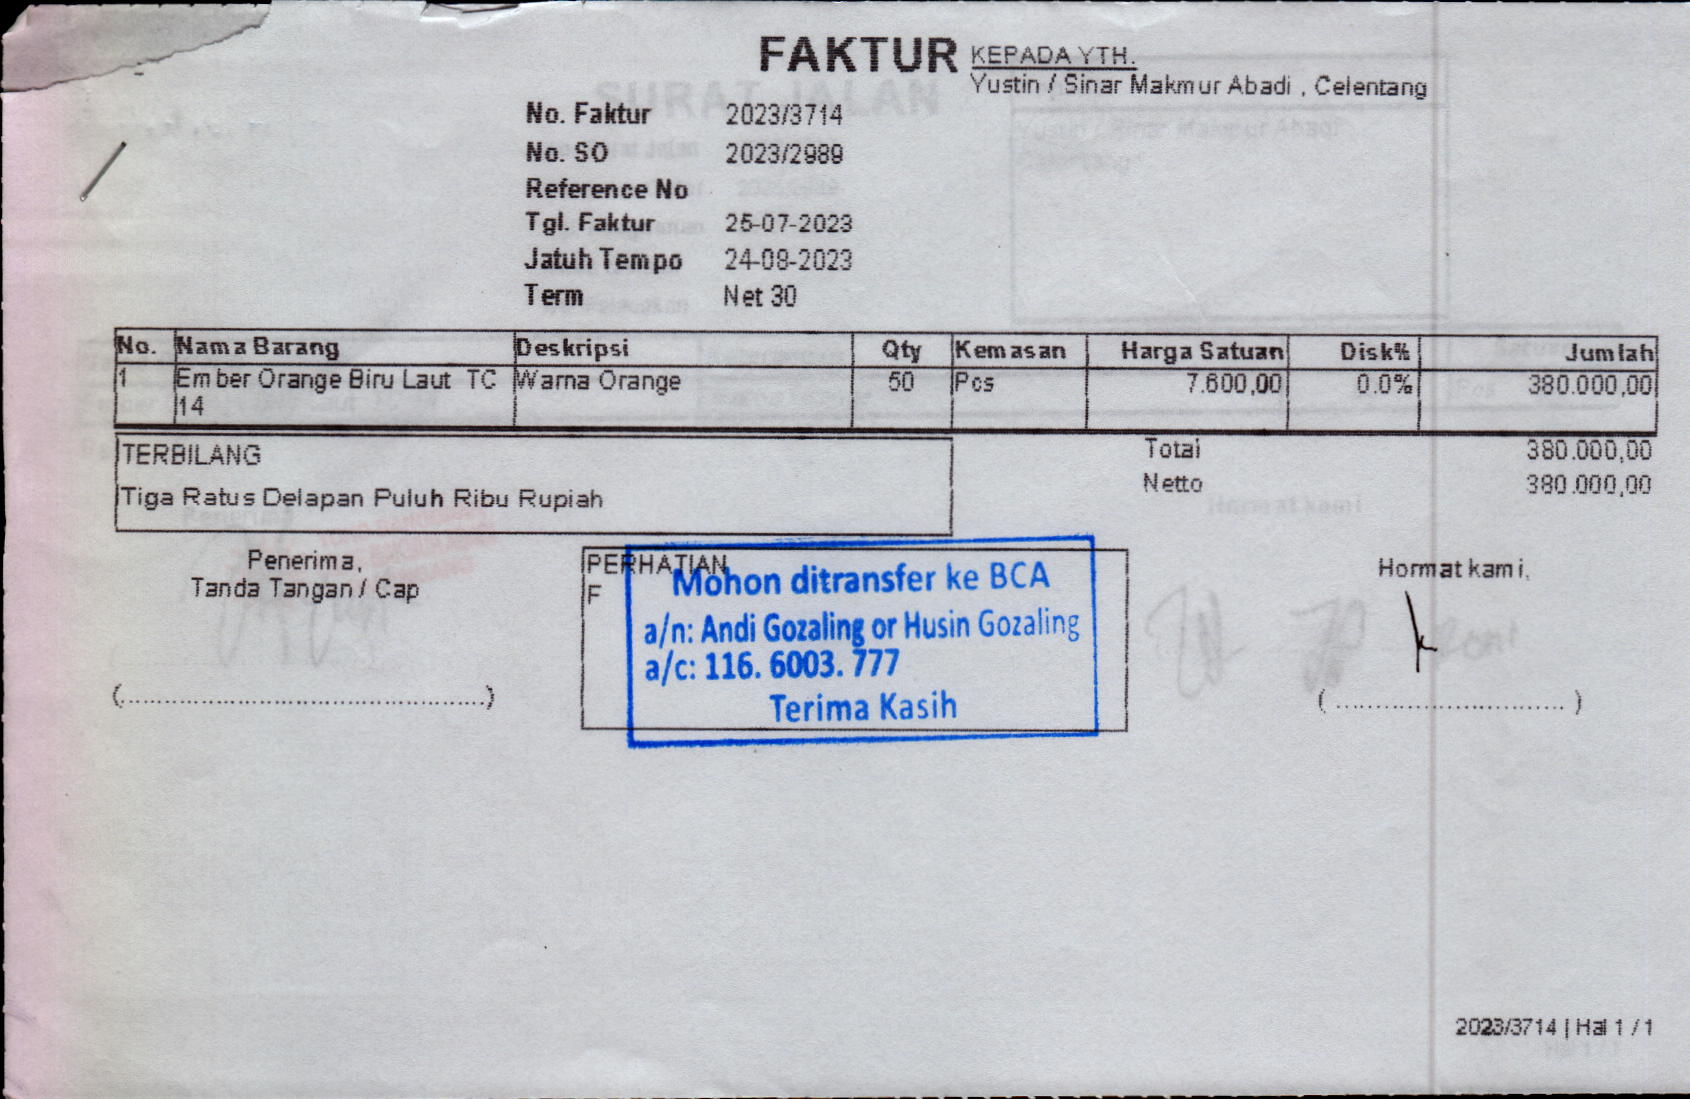 FAKTUR
KEPADA YTH.
Yustin / Sinar Makmur Abadi , Celentang
No. Faktur 2023/3714
No. SO 2023/2989
Reference No
Tgl. Faktur 25-07-2023
Jatuh Tempo 24-08-2023
Term Net 30
No. Nama Barang Deskripsi Qty Kemasan Harga Satuan Disk% Jumlah
1 Ember Orange Biru Laut TC Warna Orange 50 Pcs 7.600,00 0.0% 380.000,00
14
TERBILANG
Tiga Ratus Delapan Puluh Ribu Rupiah
Total 380.000,00
Netto 380.000,00
Penerima,
Tanda Tangan / Cap
(..............................................)
PERHATIAN
F
Mohon ditransfer ke BCA
a/n: Andi Gozaling or Husin Gozaling
a/c: 116. 6003. 777
Terima Kasih
Hormat kami,
( ............................ )
2023/3714 | Hal 1 / 1
SURAT JALAN